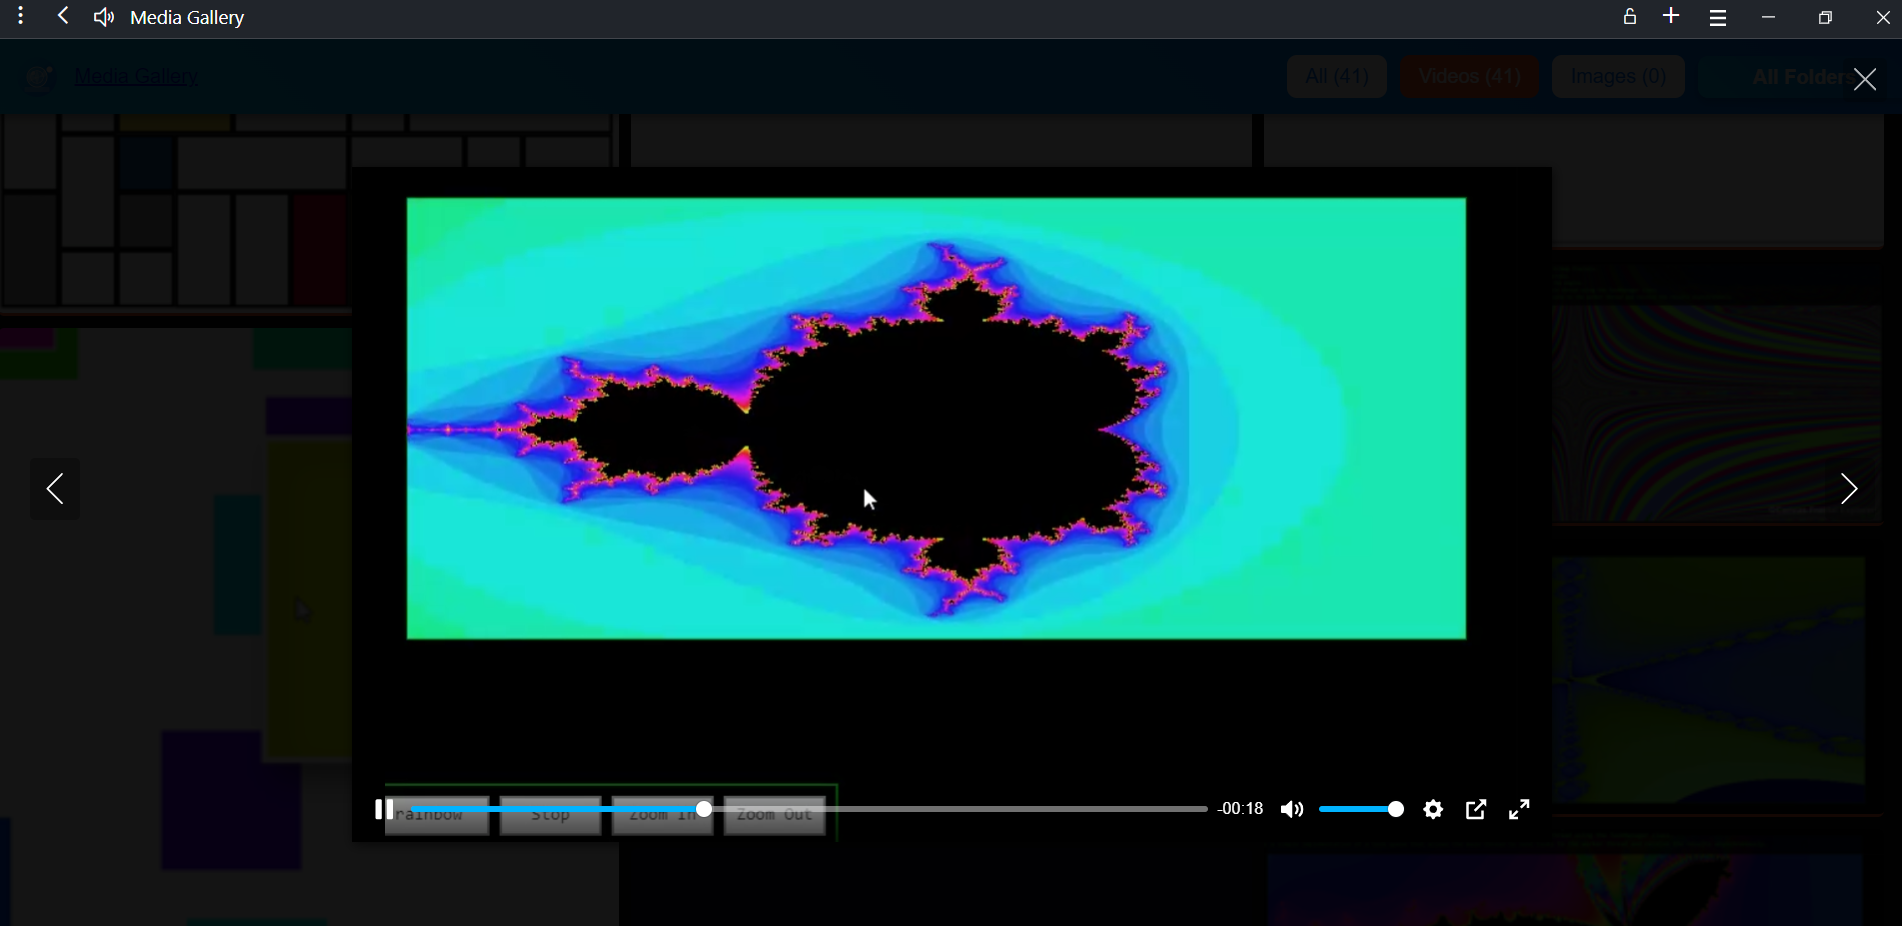 Media Gallery
Media Gallery
All (41)
Videos (41)
Images (0)
All Folders
rainbow
Stop
Zoom In
Zoom Out
-00:18